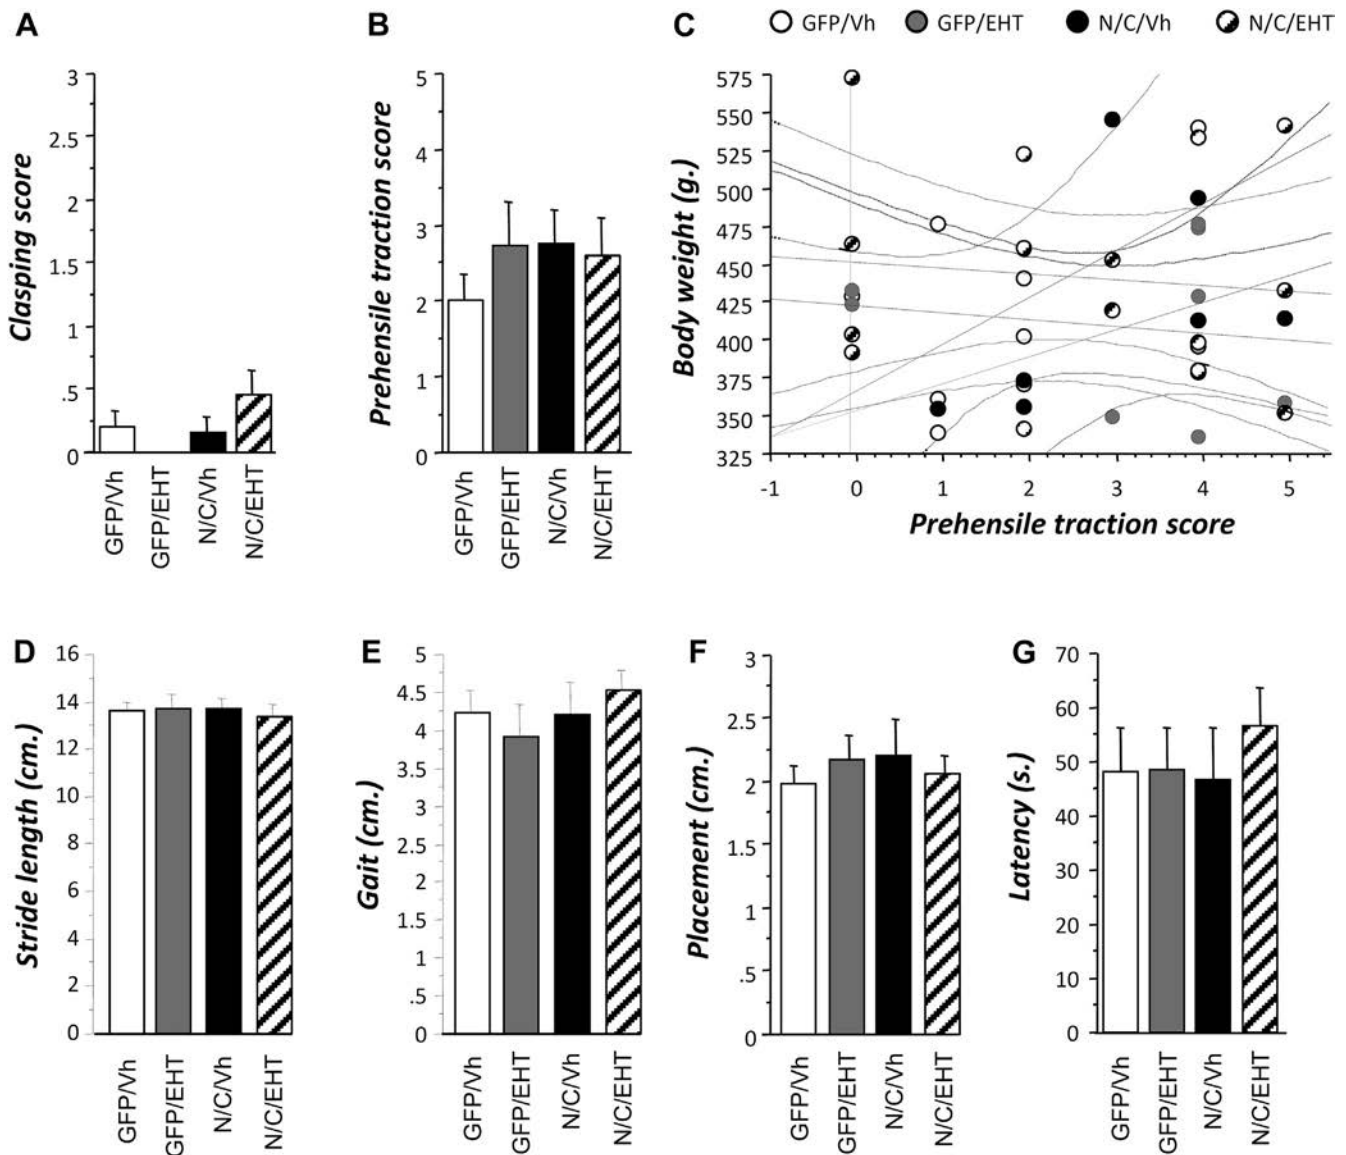 A
B
C
GFP/Vh
GFP/EHT
N/C/Vh
N/C/EHT
Clasping score
3
2.5
2
1.5
1
.5
0
GFP/Vh
GFP/EHT
N/C/Vh
N/C/EHT
Prehensile traction score
5
4
3
2
1
0
GFP/Vh
GFP/EHT
N/C/Vh
N/C/EHT
Body weight (g.)
575
550
525
500
475
450
425
400
375
350
325
-1 0 1 2 3 4 5
Prehensile traction score
D
Stride length (cm.)
16
14
12
10
8
6
4
2
0
GFP/Vh
GFP/EHT
N/C/Vh
N/C/EHT
E
Gait (cm.)
5
4.5
4
3.5
3
2.5
2
1.5
1
.5
0
GFP/Vh
GFP/EHT
N/C/Vh
N/C/EHT
F
Placement (cm.)
3
2.5
2
1.5
1
.5
0
GFP/Vh
GFP/EHT
N/C/Vh
N/C/EHT
G
Latency (s.)
70
60
50
40
30
20
10
0
GFP/Vh
GFP/EHT
N/C/Vh
N/C/EHT